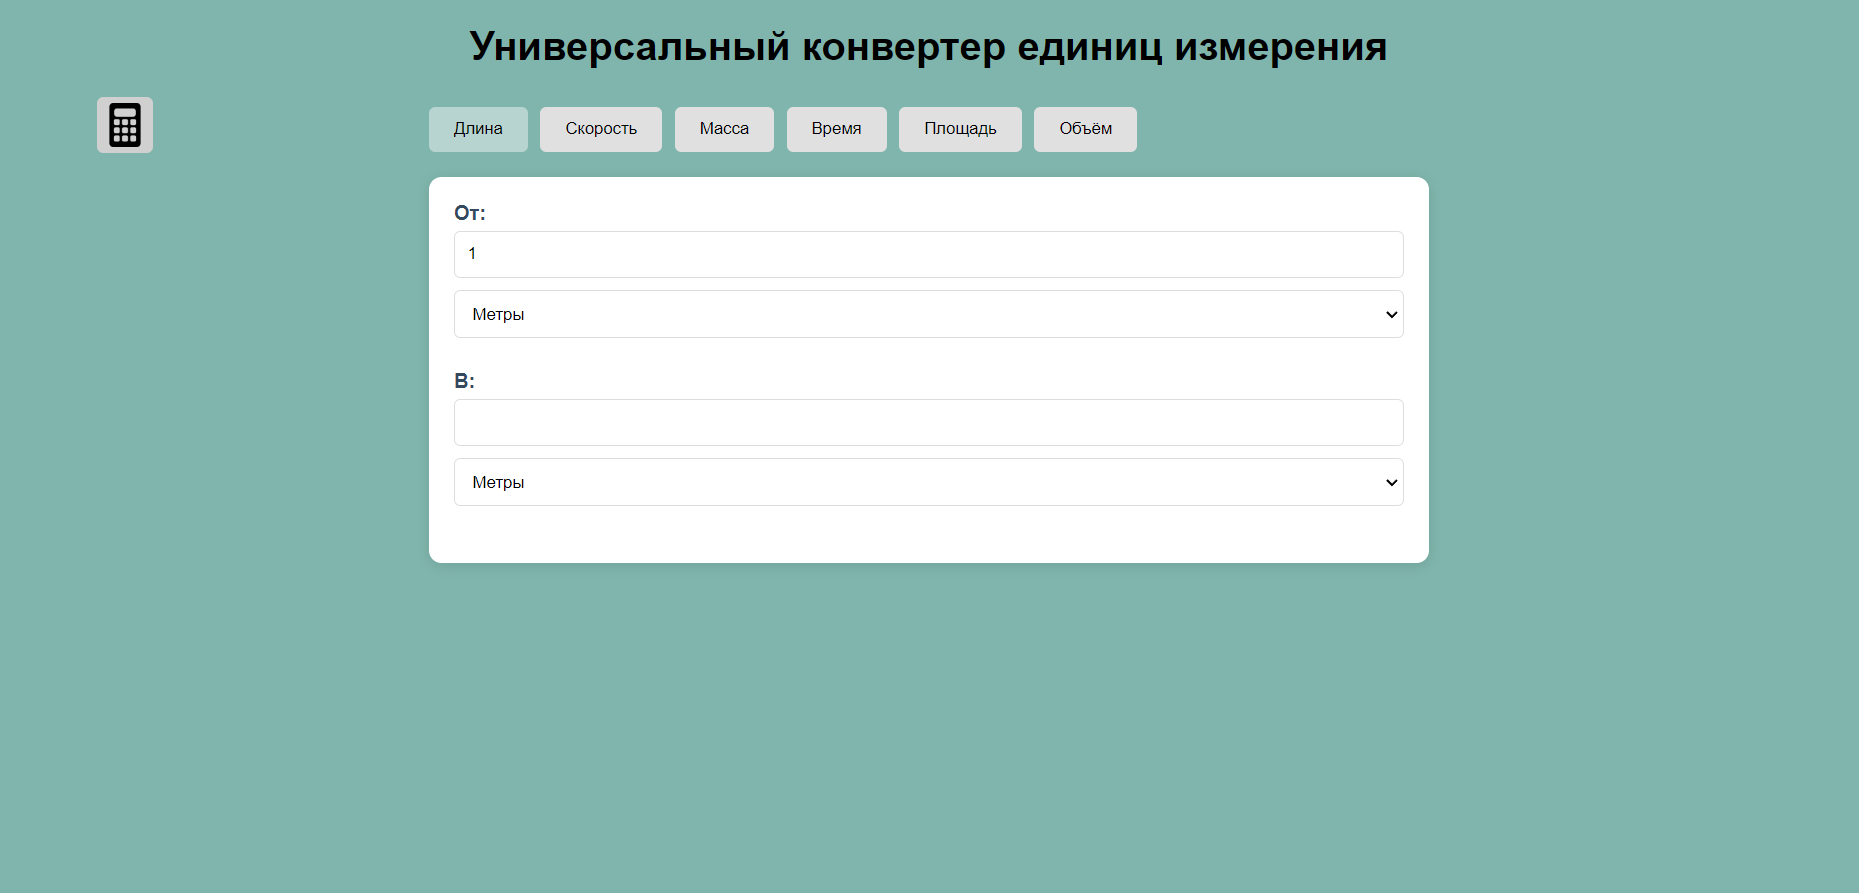 Универсальный конвертер единиц измерения
Длина Скорость Масса Время Площадь Объём
От:
1
Метры
В:
Метры